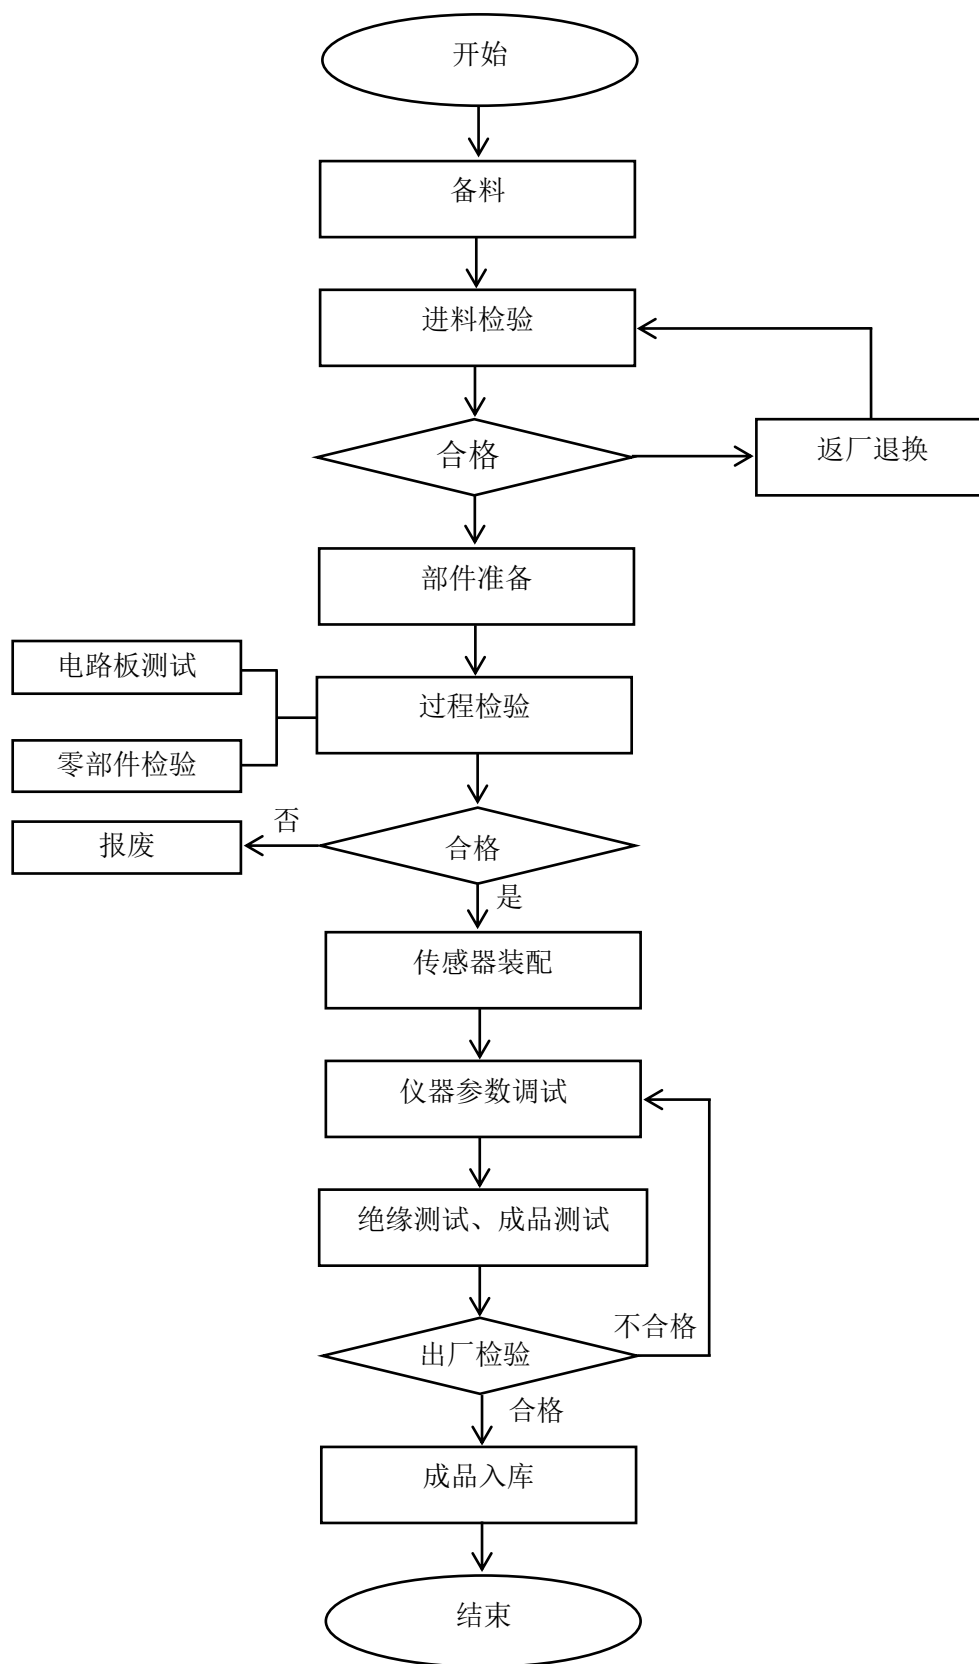 开始
备料
进料检验
合格
返厂退换
部件准备
电路板测试
过程检验
零部件检验
否
报废
合格
是
传感器装配
仪器参数调试
绝缘测试、成品测试
不合格
出厂检验
合格
成品入库
结束